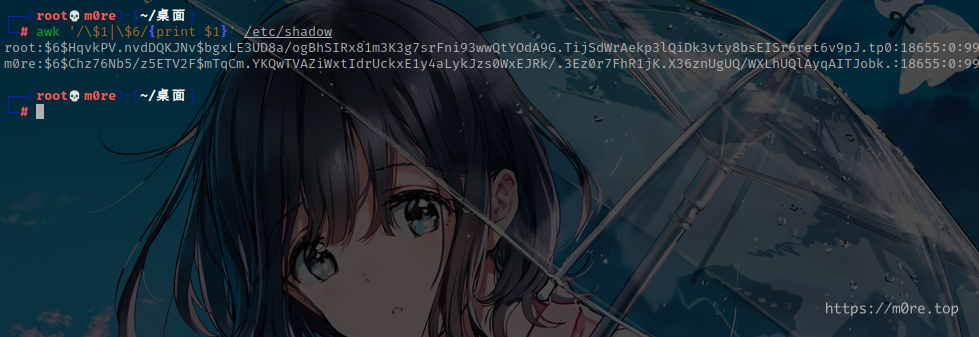 ┌──(root💀m0re)-[~/桌面]
└─# awk '/\$1|\$6/{print $1}' /etc/shadow
root:$6$HqvkPV.nvdDQKJNv$bgxLE3UD8a/ogBhSIRx81m3K3g7srFni93wwQtYOdA9G.TijSdWrAekp3lQiDk3vty8bsEISr6ret6v9pJ.tp0:18655:0:99
m0re:$6$Chz76Nb5/z5ETV2F$mTqCm.YKQwTVAZiWxtIdrUckxE1y4aLykJzs0WxEJRk/.3Ez0r7FhR1jK.X36znUgUQ/WXLhUQlAyqAITJobk.:18655:0:99
┌──(root💀m0re)-[~/桌面]
└─#
https://m0re.top